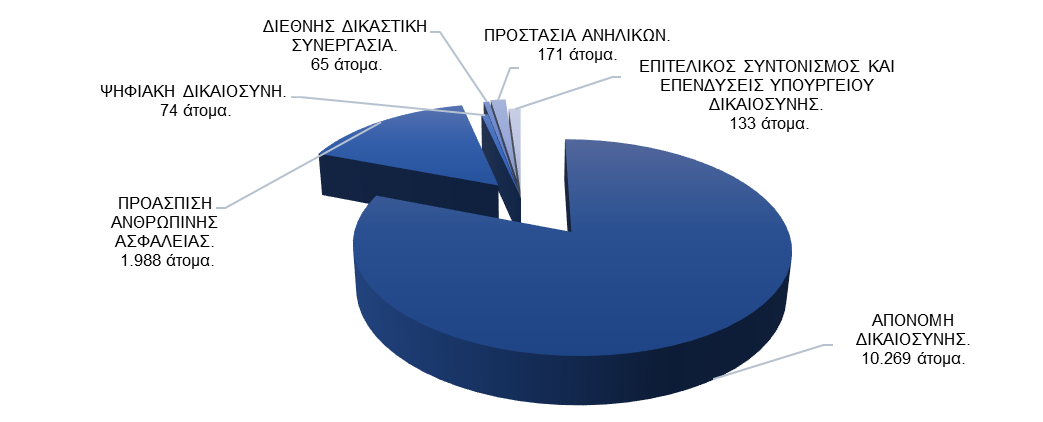 ΔΙΕΘΝΗΣ ΔΙΚΑΣΤΙΚΗ
ΣΥΝΕΡΓΑΣΙΑ.
65 άτομα.
ΠΡΟΣΤΑΣΙΑ ΑΝΗΛΙΚΩΝ.
171 άτομα.
ΕΠΙΤΕΛΙΚΟΣ ΣΥΝΤΟΝΙΣΜΟΣ ΚΑΙ
ΕΠΕΝΔΥΣΕΙΣ ΥΠΟΥΡΓΕΙΟΥ
ΔΙΚΑΙΟΣΥΝΗΣ.
133 άτομα.
ΨΗΦΙΑΚΗ ΔΙΚΑΙΟΣΥΝΗ.
74 άτομα.
ΠΡΟΑΣΠΙΣΗ
ΑΝΘΡΩΠΙΝΗΣ
ΑΣΦΑΛΕΙΑΣ.
1.988 άτομα.
ΑΠΟΝΟΜΗ
ΔΙΚΑΙΟΣΥΝΗΣ.
10.269 άτομα.